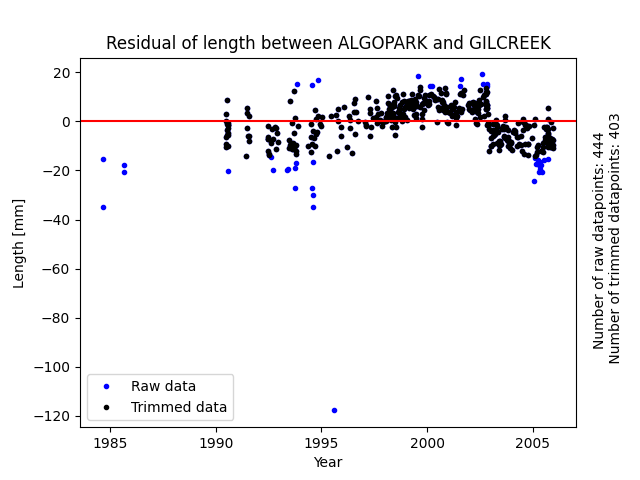 Residual of length between ALGOPARK and GILCREEK
20
0
−20
−40
−60
−80
−100
−120
Length [mm]
1985
1990
1995
2000
2005
Year
Raw data
Trimmed data
Number of raw datapoints: 444
Number of trimmed datapoints: 403